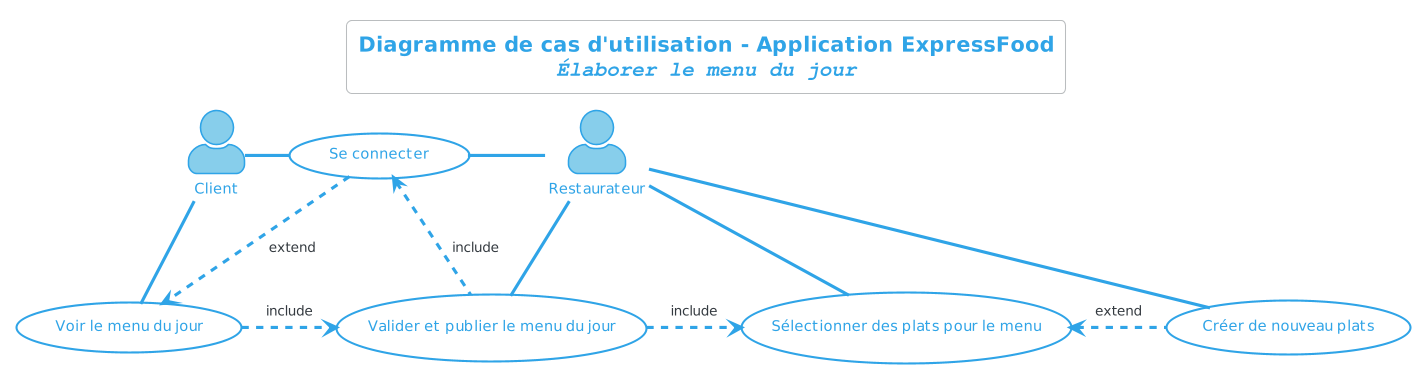 Diagramme de cas d'utilisation - Application ExpressFood
Élaborer le menu du jour
Se connecter
Client
Restaurateur
extend
include
Voir le menu du jour
include
Valider et publier le menu du jour
include
Sélectionner des plats pour le menu
extend
Créer de nouveau plats